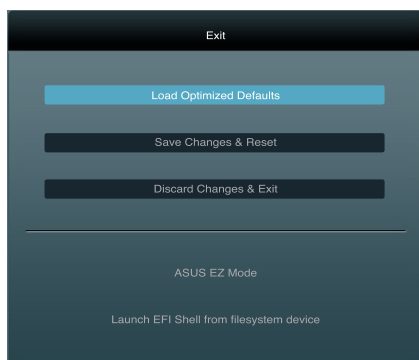 Exit
Load Optimized Defaults
Save Changes & Reset
Discard Changes & Exit
ASUS EZ Mode
Launch EFI Shell from filesystem device